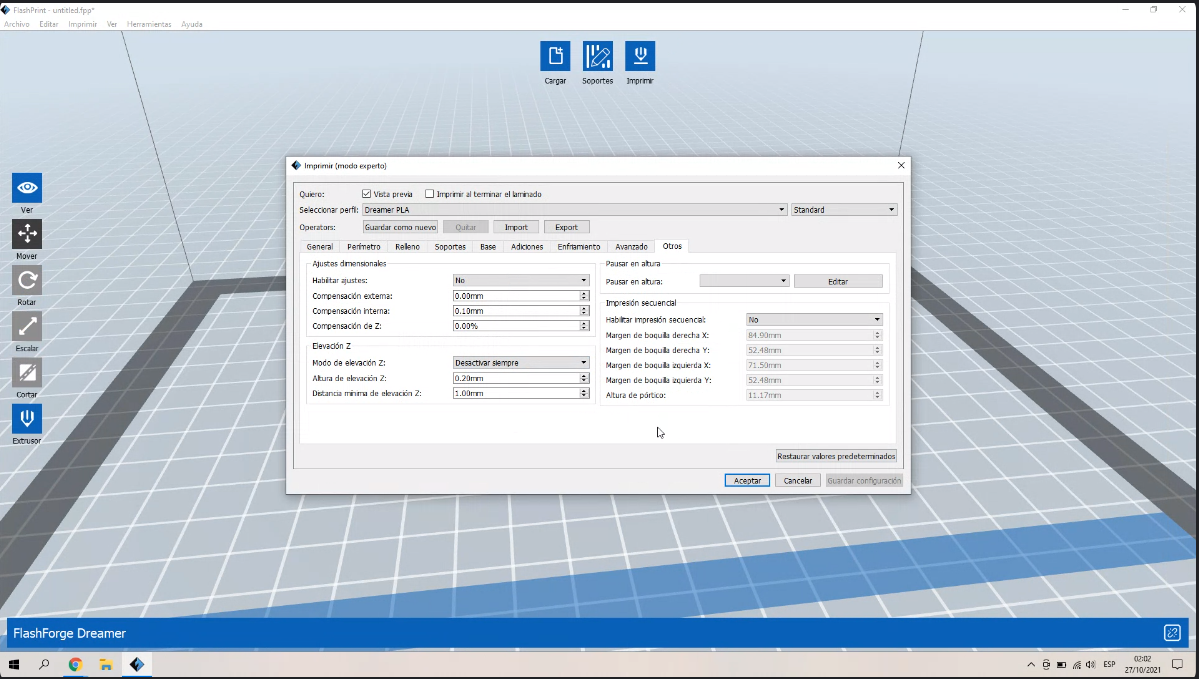 FlashPrint - untitled.fpp*
Archivo Editar Imprimir Ver Herramientas Ayuda
Cargar Soportes Imprimir
Ver
Mover
Rotar
Escalar
Cortar
Extrusor
Imprimir (modo experto)
Quiero: Vista previa Imprimir al terminar el laminado
Seleccionar perfil: Dreamer PLA Standard
Operators: Guardar como nuevo Quitar Import Export
General Perímetro Relleno Soportes Base Adiciones Enfriamiento Avanzado Otros
Ajustes dimensionales
Habilitar ajustes: No
Compensación externa: 0.00mm
Compensación interna: 0.10mm
Compensación de Z: 0.00%
Elevación Z
Modo de elevación Z: Desactivar siempre
Altura de elevación Z: 0.20mm
Distancia mínima de elevación Z: 1.00mm
Pausar en altura
Pausar en altura: Editar
Impresión secuencial
Habilitar impresión secuencial: No
Margen de boquilla derecha X: 84.90mm
Margen de boquilla derecha Y: 52.48mm
Margen de boquilla izquierda X: 71.50mm
Margen de boquilla izquierda Y: 52.48mm
Altura de pórtico: 11.17mm
Restaurar valores predeterminados
Aceptar Cancelar Guardar configuración
FlashForge Dreamer
ESP
02:02
27/10/2021